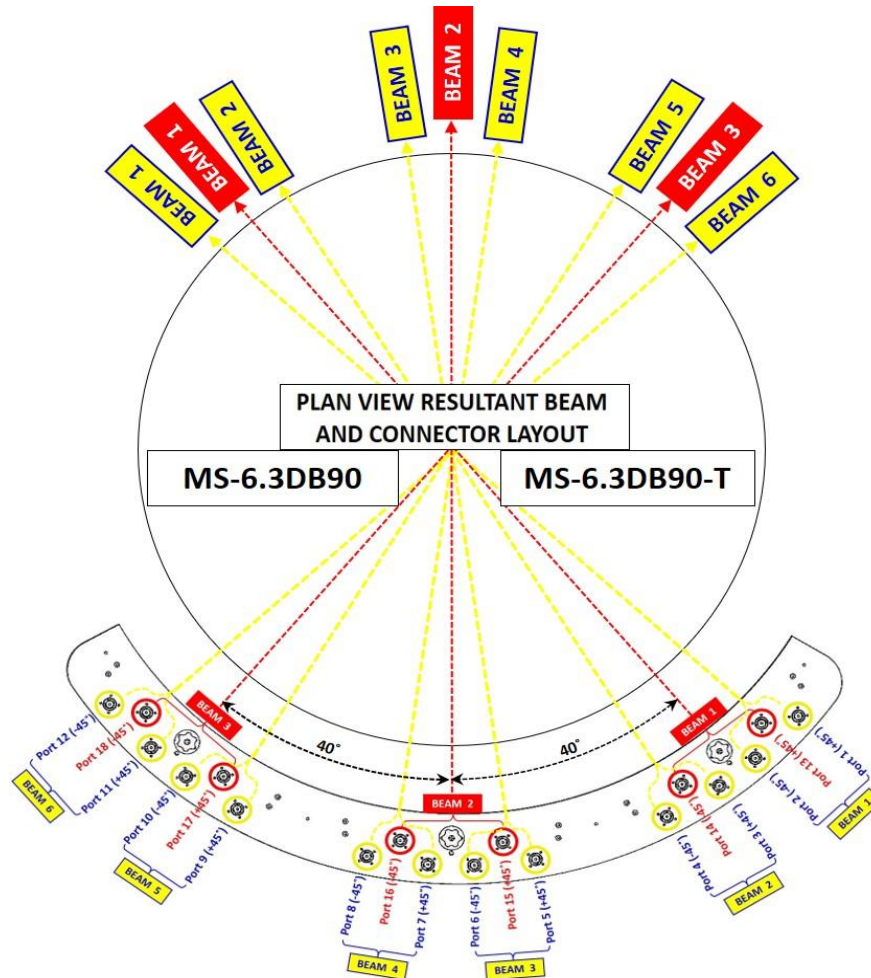 BEAM 1
BEAM 1
BEAM 2
BEAM 3
BEAM 2
BEAM 4
BEAM 5
BEAM 3
BEAM 6
PLAN VIEW RESULTANT BEAM
AND CONNECTOR LAYOUT
MS-6.3DB90
MS-6.3DB90-T
BEAM 3
40°
40°
BEAM 1
BEAM 2
Port 12 (-45°)
Port 18 (-45°)
Port 11 (+45°)
BEAM 6
Port 10 (-45°)
Port 17 (+45°)
Port 9 (+45°)
BEAM 5
Port 8 (-45°)
Port 16 (-45°)
Port 7 (+45°)
BEAM 4
Port 6 (-45°)
Port 15 (+45°)
Port 5 (+45°)
BEAM 3
Port 4 (-45°)
Port 14 (-45°)
Port 3 (+45°)
BEAM 2
Port 2 (-45°)
Port 13 (+45°)
Port 1 (+45°)
BEAM 1